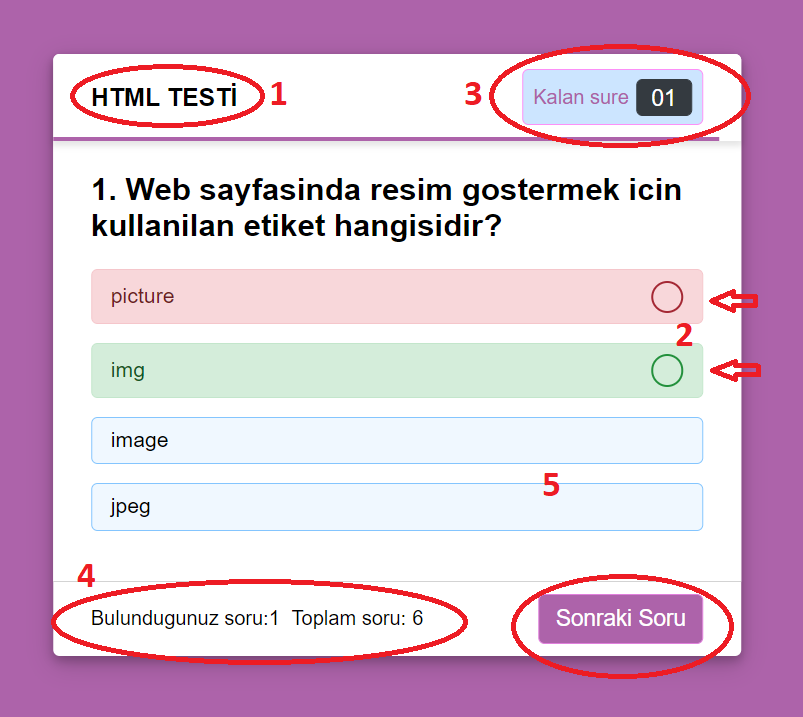 HTML TESTİ 1
3 Kalan sure 01
1. Web sayfasinda resim gostermek icin
kullanilan etiket hangisidir?
picture
2
img
image
5
jpeg
4
Bulundugunuz soru:1 Toplam soru: 6
Sonraki Soru